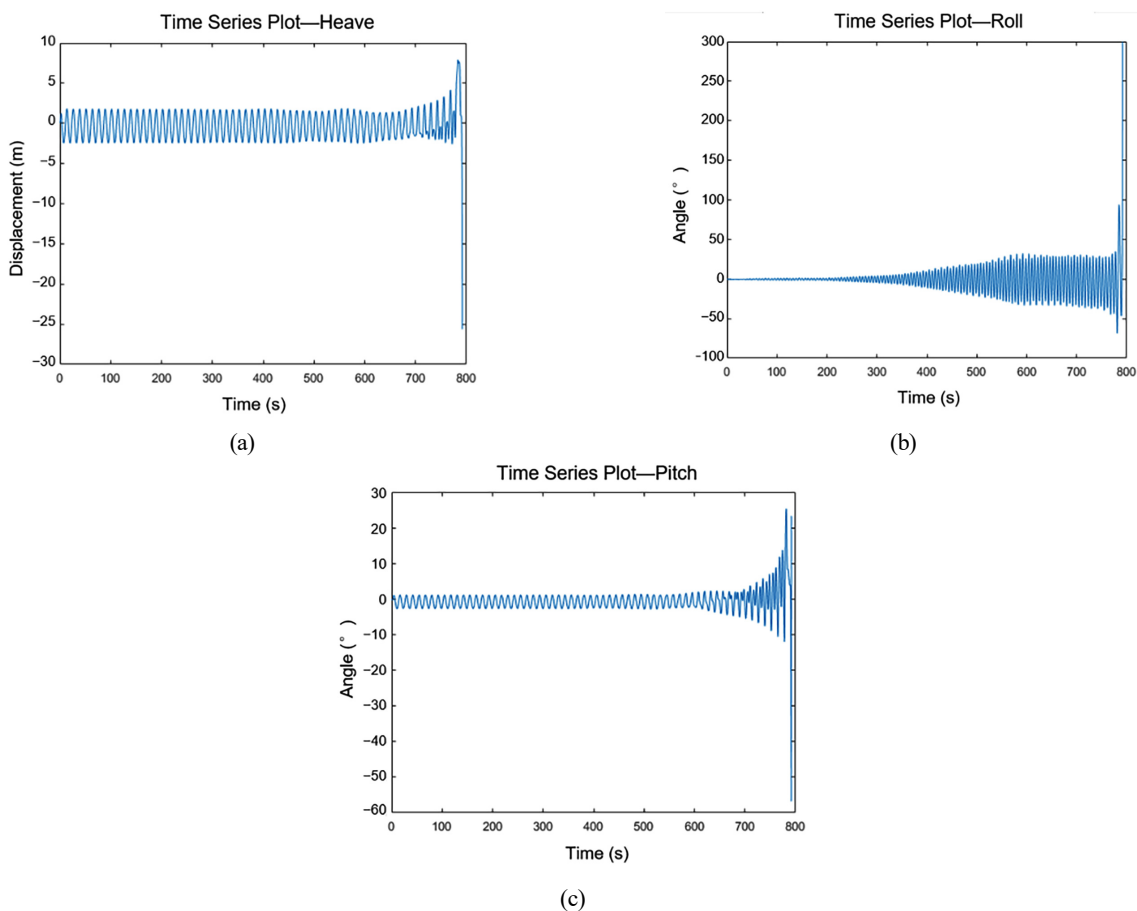 Time Series Plot—Heave
10
5
0
−5
−10
−15
−20
−25
−30
Displacement (m)
0 100 200 300 400 500 600 700 800
Time (s)
(a)
Time Series Plot—Roll
300
250
200
150
100
50
0
−50
−100
Angle (°)
0 100 200 300 400 500 600 700 800
Time (s)
(b)
Time Series Plot—Pitch
30
20
10
0
−10
−20
−30
−40
−50
−60
Angle (°)
0 100 200 300 400 500 600 700 800
Time (s)
(c)